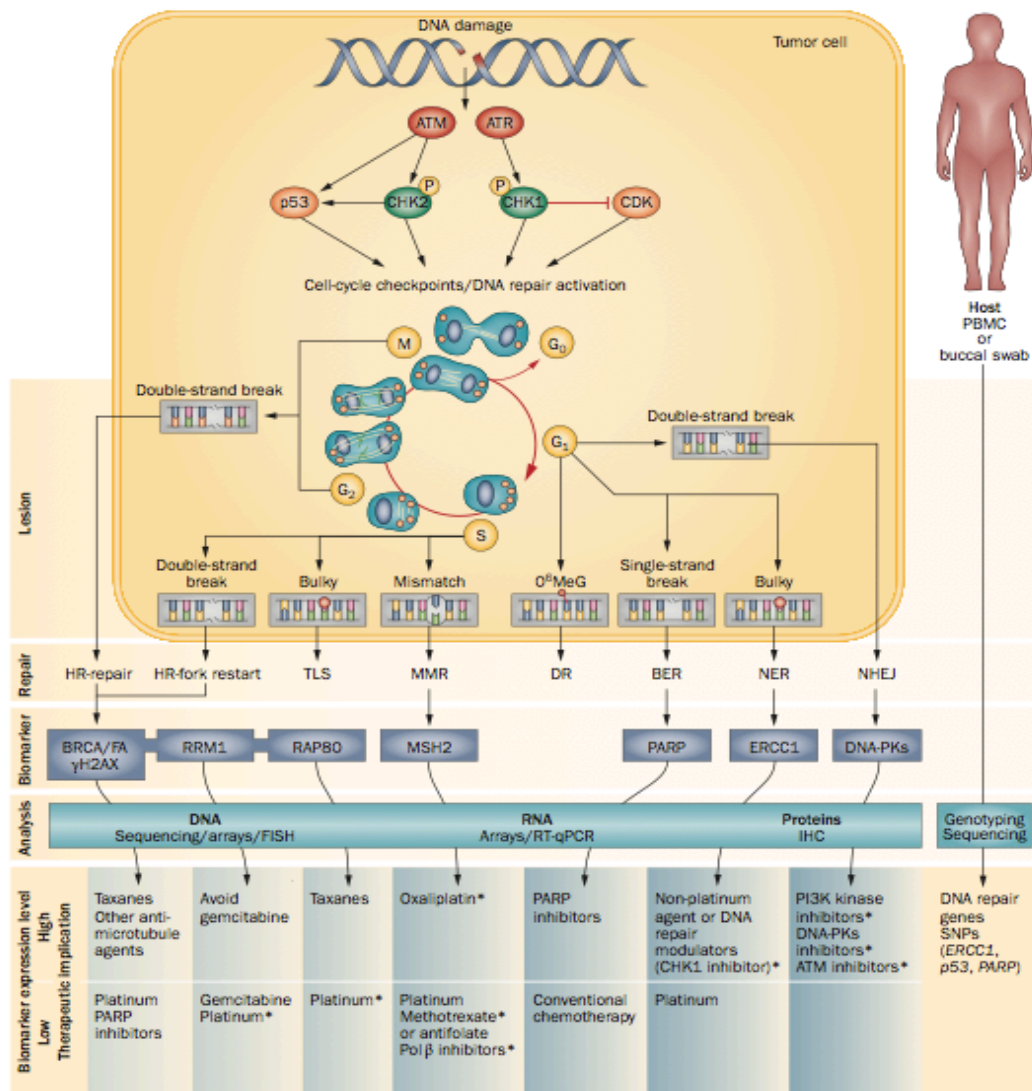 DNA damage
Tumor cell
ATM
ATR
P
P
p53
CHK2
CHK1
CDK
Cell-cycle checkpoints/DNA repair activation
Host
PBMC
or
buccal swab
M
G0
Double-strand break
Double-strand break
G1
G2
S
Lesion
Double-strand
break
Bulky
Mismatch
O⁶MeG
Single-strand
break
Bulky
Repair
HR-repair
HR-fork restart
TLS
MMR
DR
BER
NER
NHEJ
Biomarker
BRCA/FA
γH2AX
RRM1
RAP80
MSH2
PARP
ERCC1
DNA-PKs
Analysis
DNA
Sequencing/arrays/FISH
RNA
Arrays/RT-qPCR
Proteins
IHC
Genotyping
Sequencing
Biomarker expression level
Therapeutic implication
High
Taxanes
Other anti-
microtubule
agents
Avoid
gemcitabine
Taxanes
Oxaliplatin*
PARP
inhibitors
Non-platinum
agent or DNA
repair
modulators
(CHK1 inhibitor)*
PI3K kinase
inhibitors*
DNA-PKs
inhibitors*
ATM inhibitors*
DNA repair
genes
SNPs
(ERCC1,
p53, PARP)
Low
Platinum
PARP
inhibitors
Gemcitabine
Platinum*
Platinum*
Platinum
Methotrexate*
or antifolate
Pol β inhibitors*
Conventional
chemotherapy
Platinum